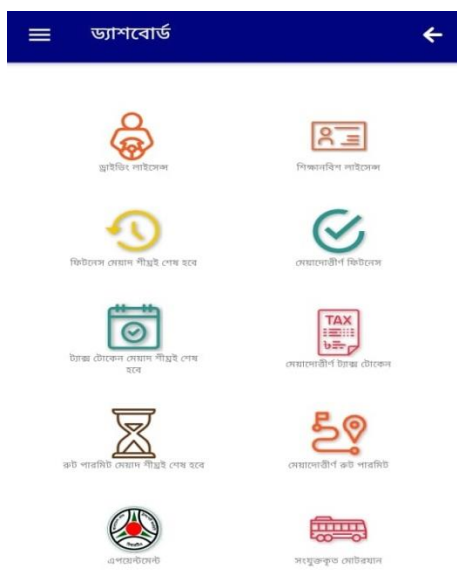 ড্যাশবোর্ড
ড্রাইভিং লাইসেন্স
শিক্ষানবিশ লাইসেন্স
ফিটনেস মেয়াদ শীঘ্রই শেষ হবে
মেয়াদোত্তীর্ণ ফিটনেস
TAX
ট্যাক্স টোকেন মেয়াদ শীঘ্রই শেষ
হবে
মেয়াদোত্তীর্ণ ট্যাক্স টোকেন
রুট পারমিট মেয়াদ শীঘ্রই শেষ হবে
মেয়াদোত্তীর্ণ রুট পারমিট
এপয়েন্টমেন্ট
সংযুক্তকৃত মোটরযান